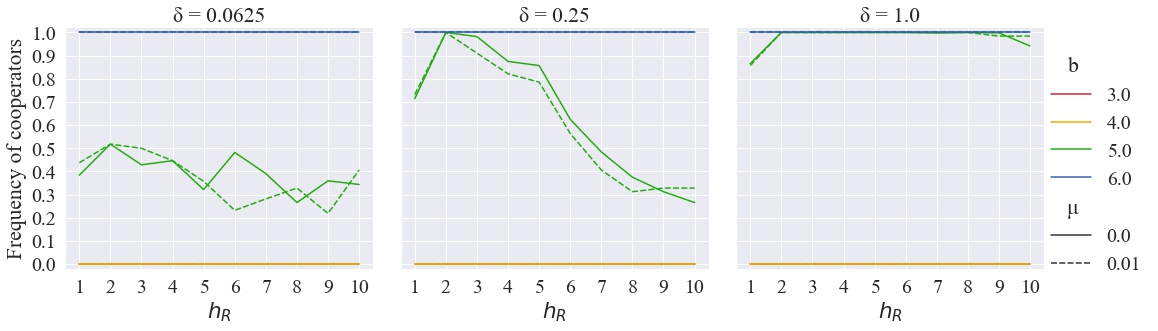 δ = 0.0625
δ = 0.25
δ = 1.0
Frequency of cooperators
1.0
0.9
0.8
0.7
0.6
0.5
0.4
0.3
0.2
0.1
0.0
1 2 3 4 5 6 7 8 9 10
1 2 3 4 5 6 7 8 9 10
1 2 3 4 5 6 7 8 9 10
h_R
h_R
h_R
b
3.0
4.0
5.0
6.0
μ
0.0
0.01